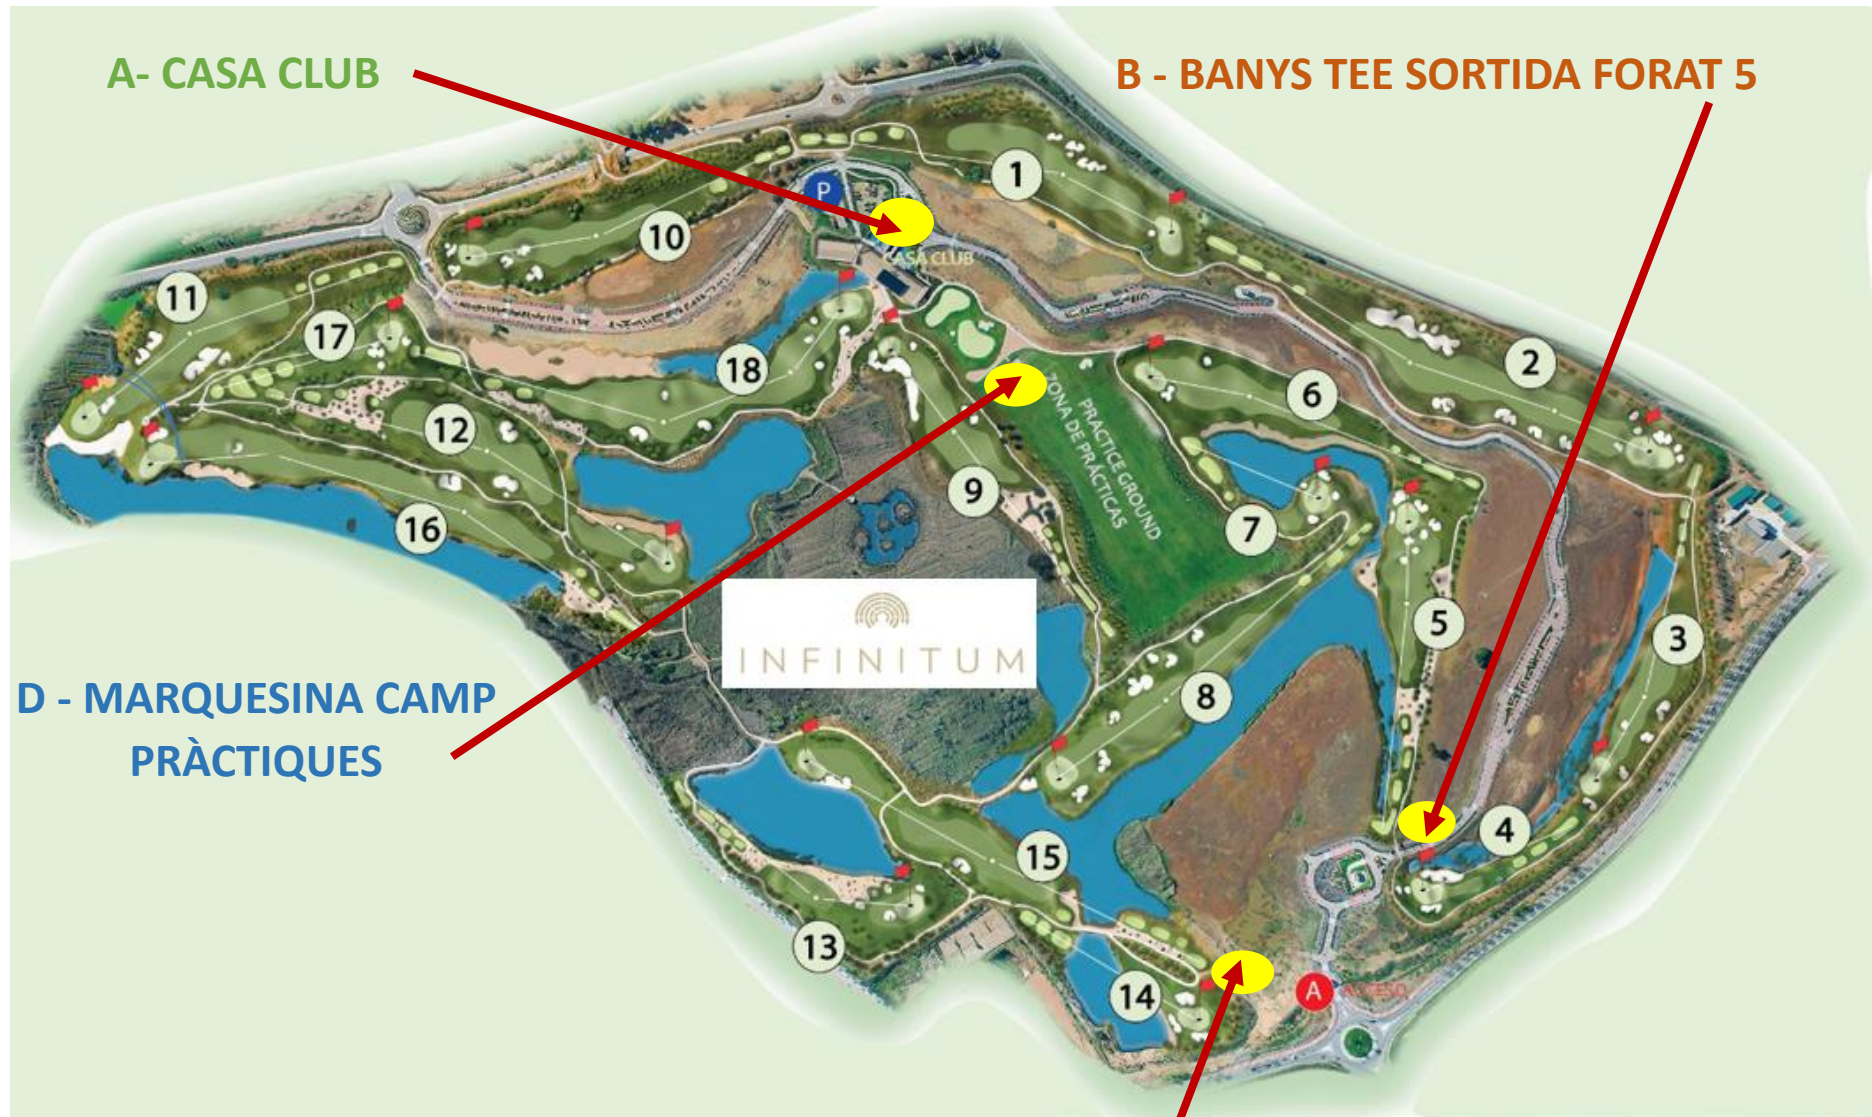 A- CASA CLUB
B - BANYS TEE SORTIDA FORAT 5
P
1
10
CASA CLUB
11
17
18
2
6
12
ZONA DE PRÁCTICAS
PRACTICE GROUND
9
16
7
5
3
INFINITUM
D - MARQUESINA CAMP
PRÀCTIQUES
8
4
15
13
14
A
ACCESO